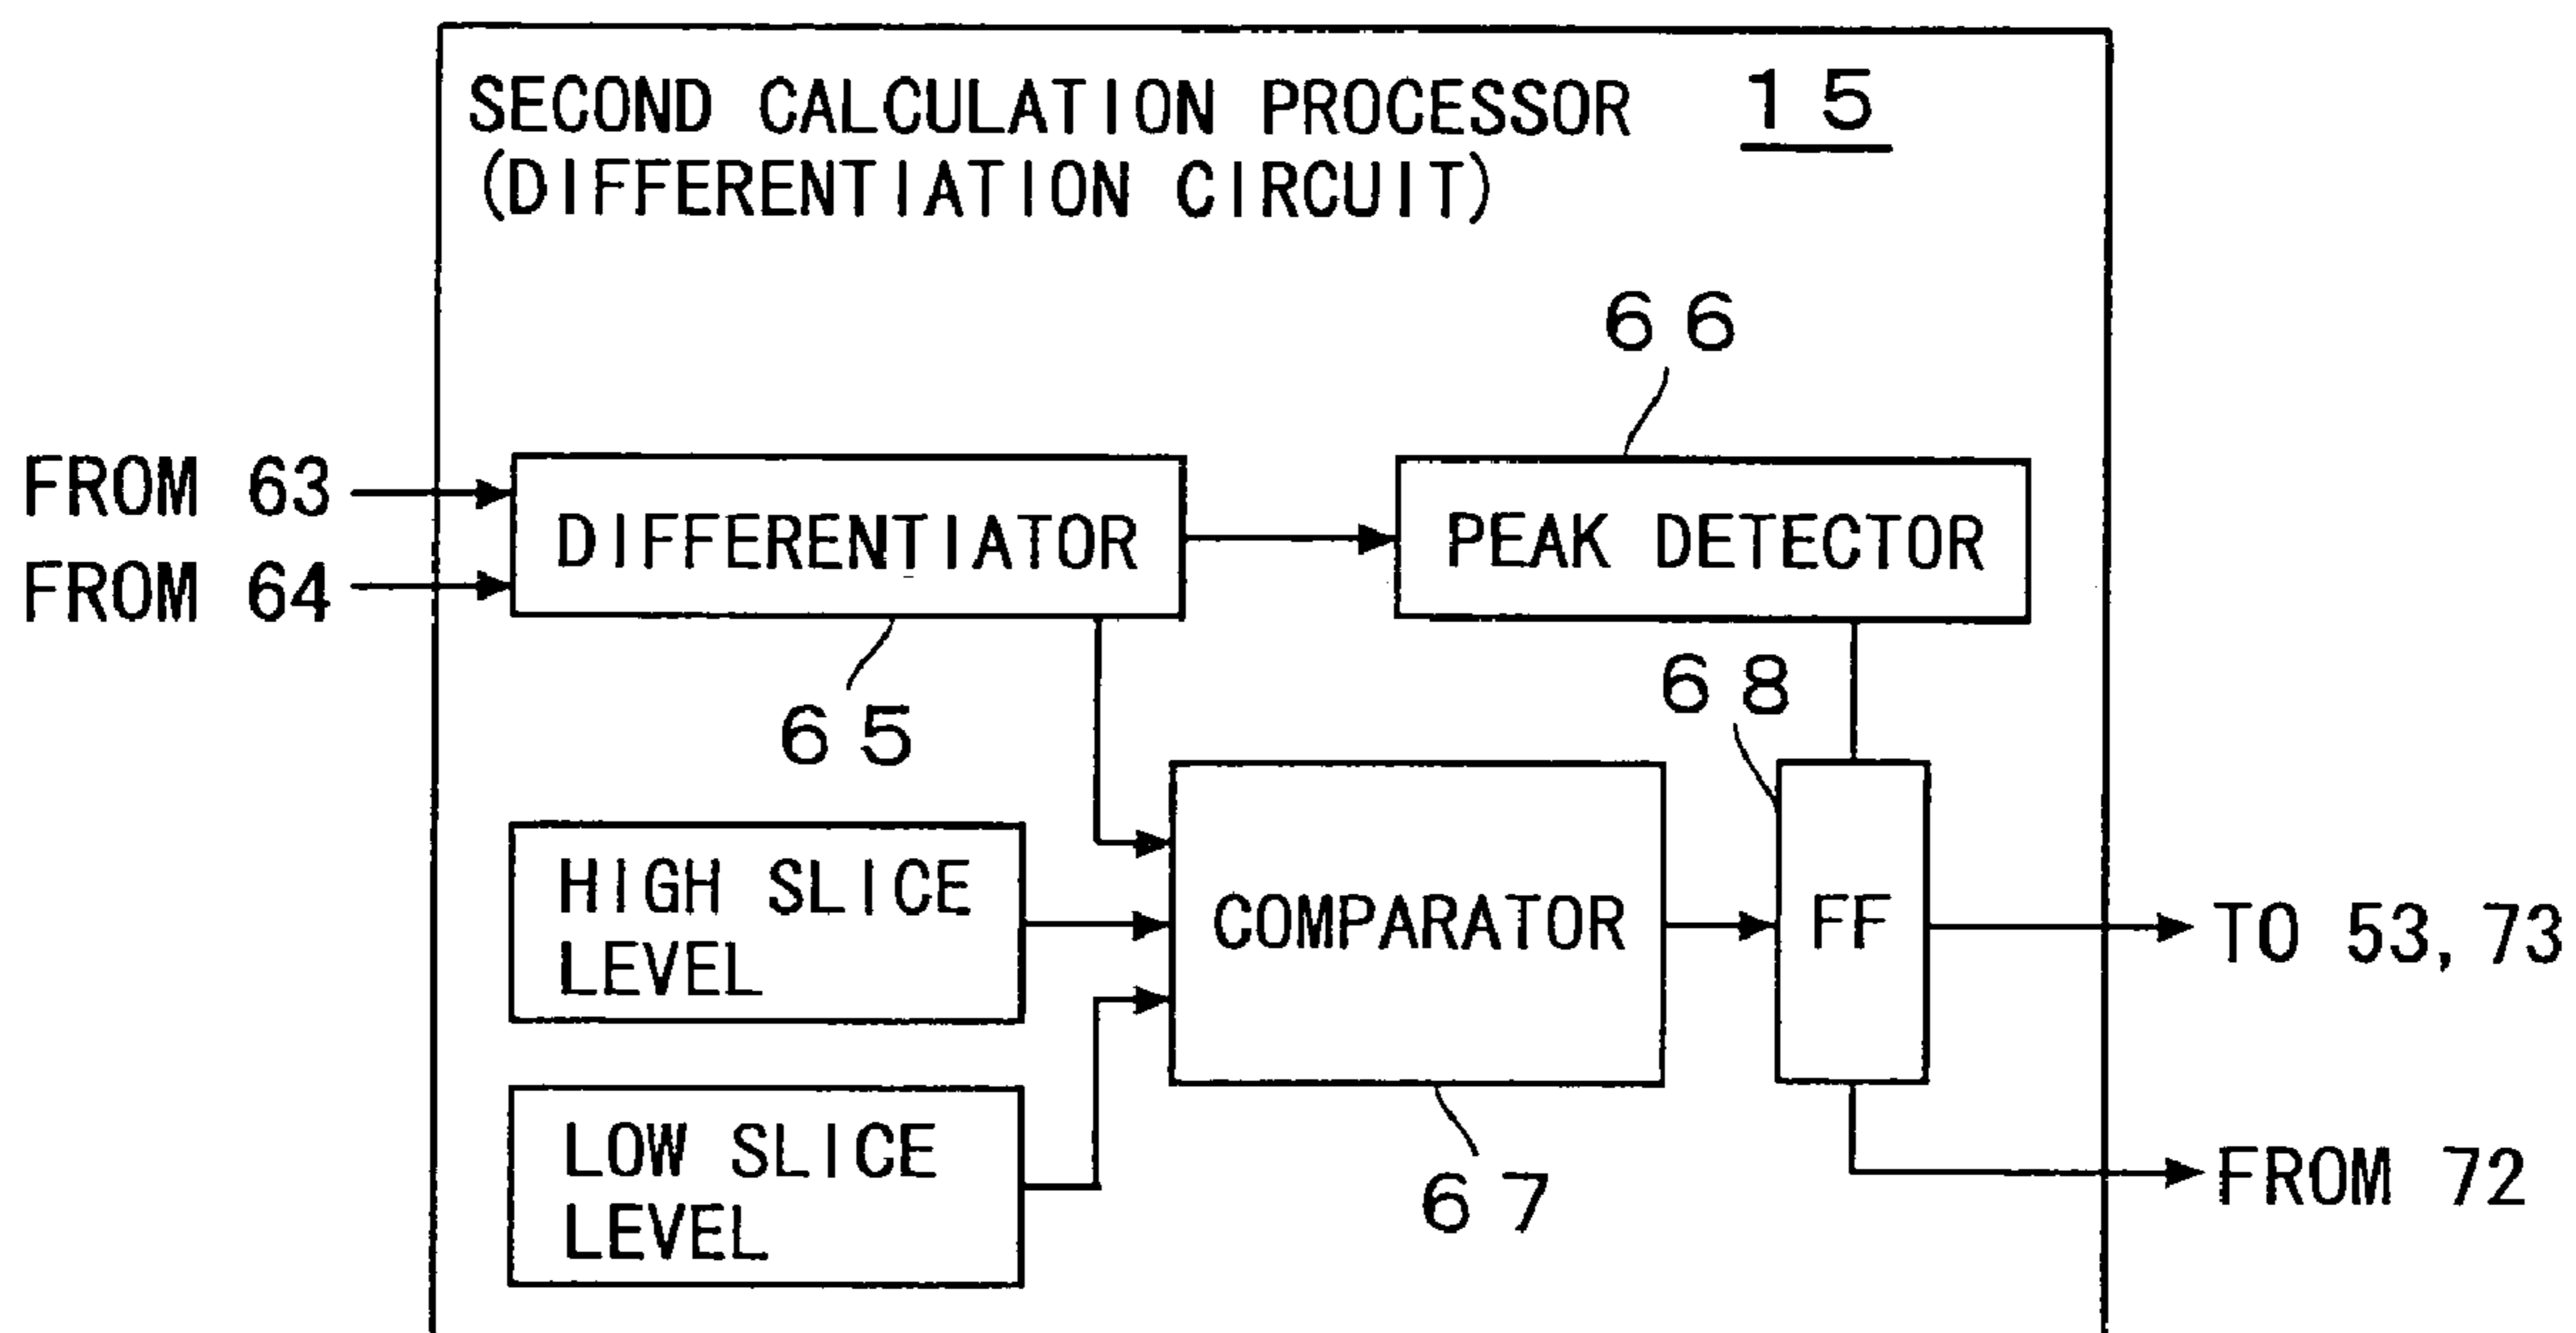 SECOND CALCULATION PROCESSOR 15
(DIFFERENTIATION CIRCUIT)
66
FROM 63
DIFFERENTIATOR
PEAK DETECTOR
FROM 64
68
65
HIGH SLICE
LEVEL
COMPARATOR
FF
TO 53, 73
LOW SLICE
LEVEL
67
FROM 72